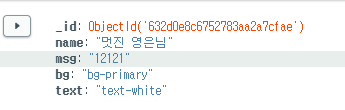 _id: ObjectId('632d0e8c6752783aa2a7cfae')
name: "멋진 영은님"
msg: "12121"
bg: "bg-primary"
text: "text-white"